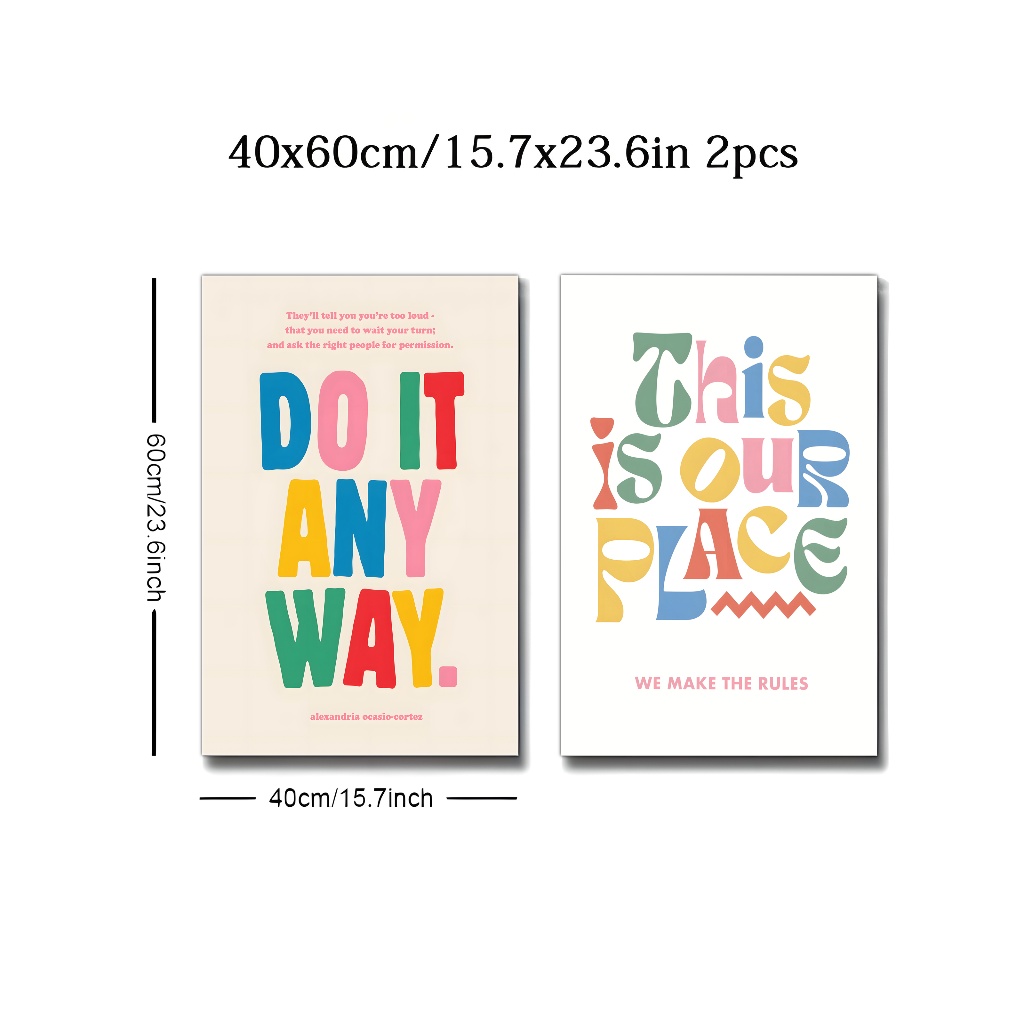 40x60cm/15.7x23.6in 2pcs
60cm/23.6inch
They'll tell you you're too loud -
that you need to wait your turn;
and ask the right people for permission.
DO IT
ANY
WAY.
alexandria ocasio-cortez
40cm/15.7inch
This
is OUR
PLACE
WE MAKE THE RULES